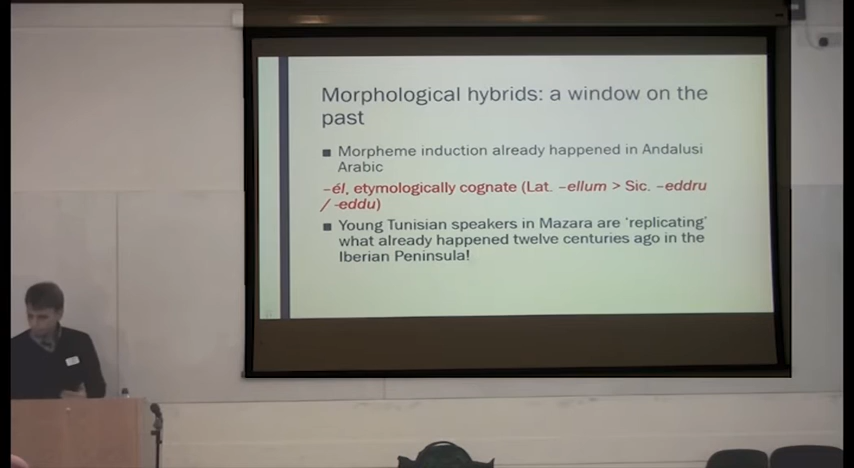 Morphological hybrids: a window on the
past
■ Morpheme induction already happened in Andalusi
Arabic
–él, etymologically cognate (Lat. –ellum > Sic. –eddru
/ -eddu)
■ Young Tunisian speakers in Mazara are ‘replicating’
what already happened twelve centuries ago in the
Iberian Peninsula!